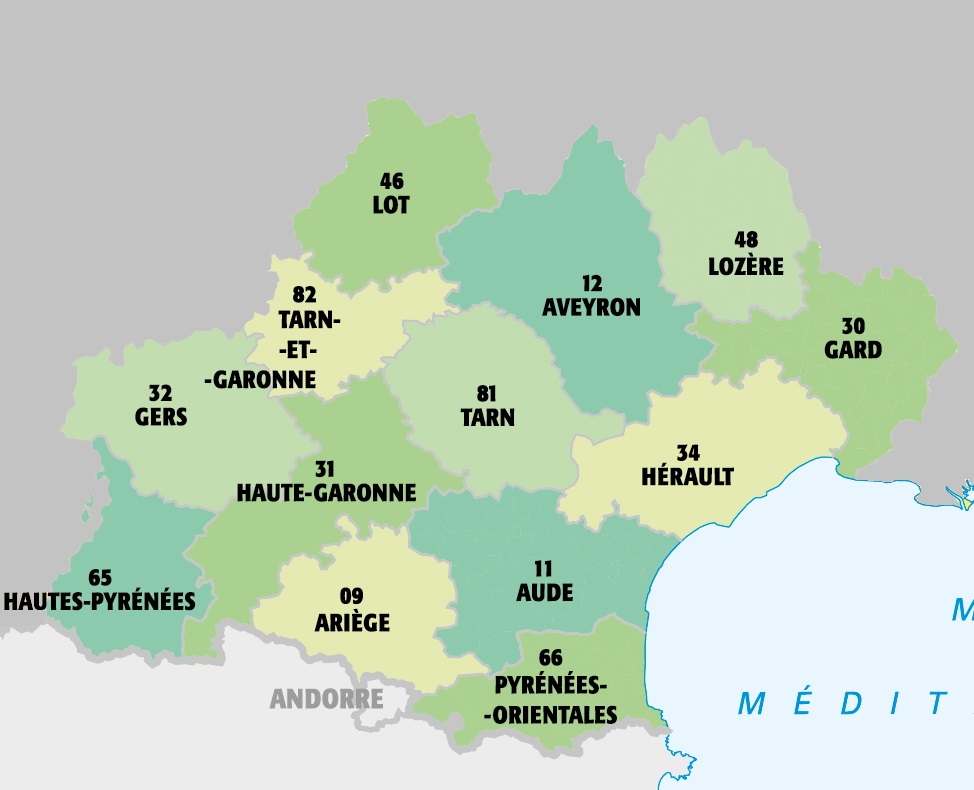 46
LOT
48
LOZÈRE
12
AVEYRON
82
TARN-
-ET-
-GARONNE
30
GARD
32
GERS
81
TARN
34
HÉRAULT
31
HAUTE-GARONNE
11
AUDE
65
HAUTES-PYRÉNÉES
09
ARIÈGE
66
PYRÉNÉES-
-ORIENTALES
ANDORRE
M
MÉDIT